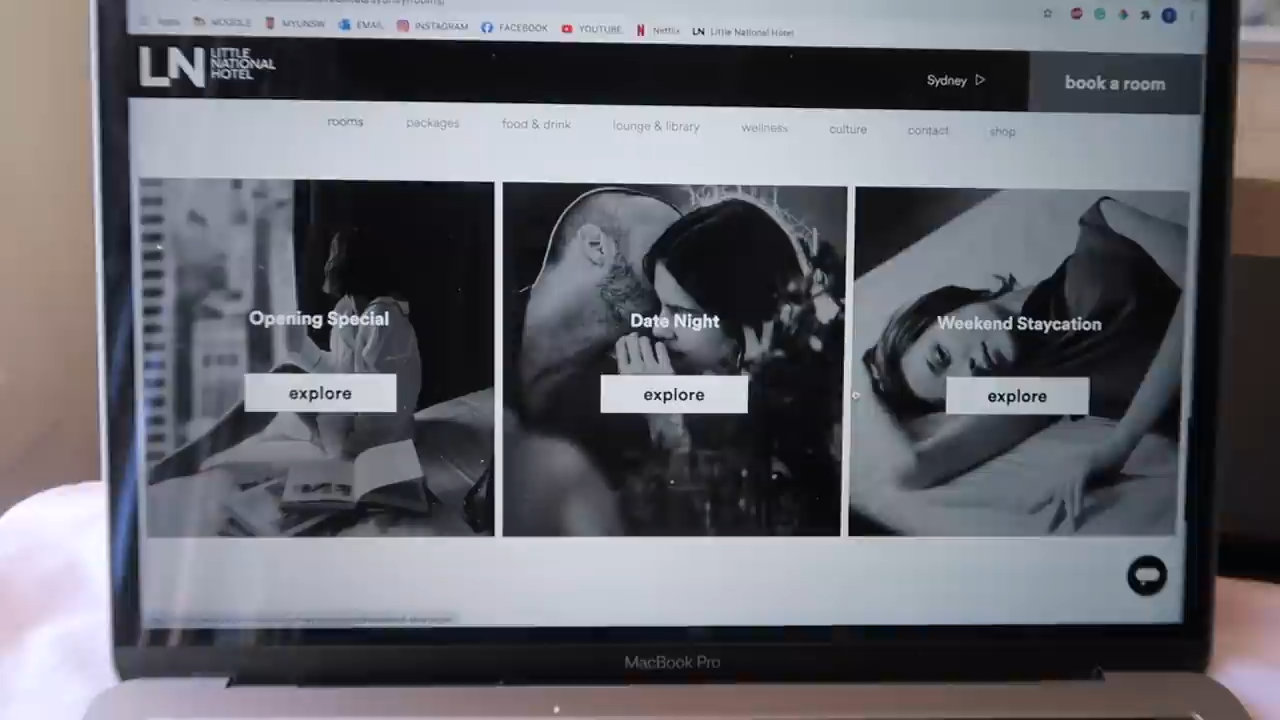 MYUNSW
EMAIL
INSTAGRAM
FACEBOOK
YOUTUBE
Netflix
LN Little National Hotel
LN LITTLE
NATIONAL
HOTEL
Sydney
book a room
rooms
packages
food & drink
lounge & library
wellness
culture
contact
shop
Opening Special
Date Night
Weekend Staycation
explore
explore
explore
MacBook Pro